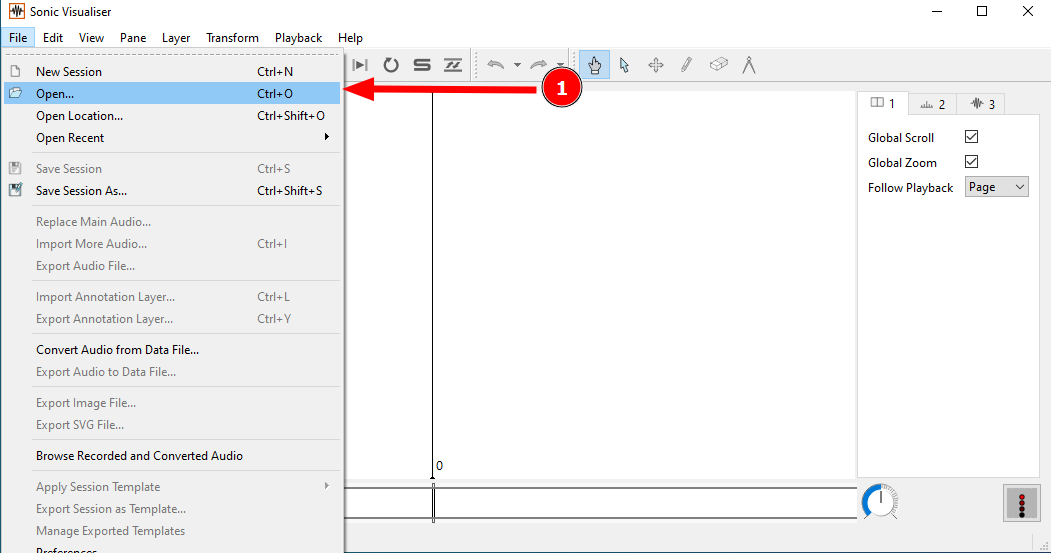 Sonic Visualiser
File Edit View Pane Layer Transform Playback Help
New Session Ctrl+N
Open... Ctrl+O
1
Open Location... Ctrl+Shift+O
Open Recent
Save Session Ctrl+S
Save Session As... Ctrl+Shift+S
Replace Main Audio...
Import More Audio... Ctrl+I
Export Audio File...
Import Annotation Layer... Ctrl+L
Export Annotation Layer... Ctrl+Y
Convert Audio from Data File...
Export Audio to Data File...
Export Image File...
Export SVG File...
Browse Recorded and Converted Audio
Apply Session Template
Export Session as Template...
Manage Exported Templates
Preferences...
0
1 2 3
Global Scroll
Global Zoom
Follow Playback Page